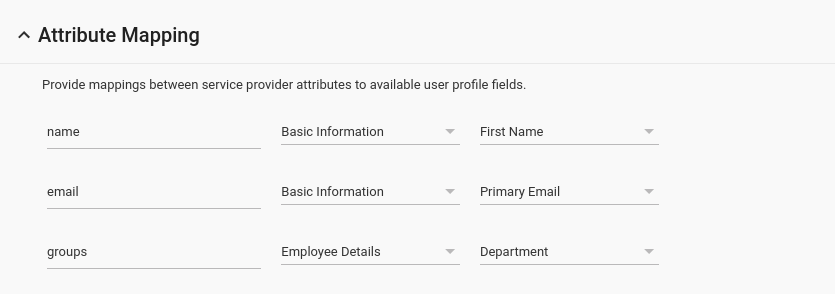 Attribute Mapping
Provide mappings between service provider attributes to available user profile fields.
name Basic Information First Name
email Basic Information Primary Email
groups Employee Details Department